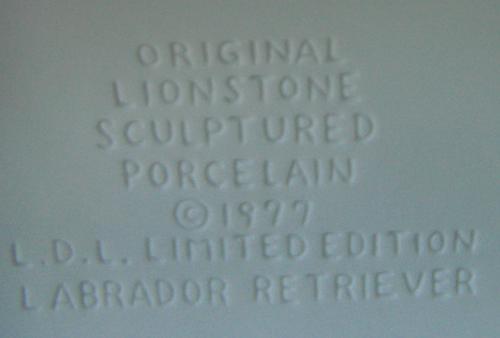 ORIGINAL
LIONSTONE
SCULPTURED
PORCELAIN
©1977
L.D.L. LIMITED EDITION
LABRADOR RETRIEVER